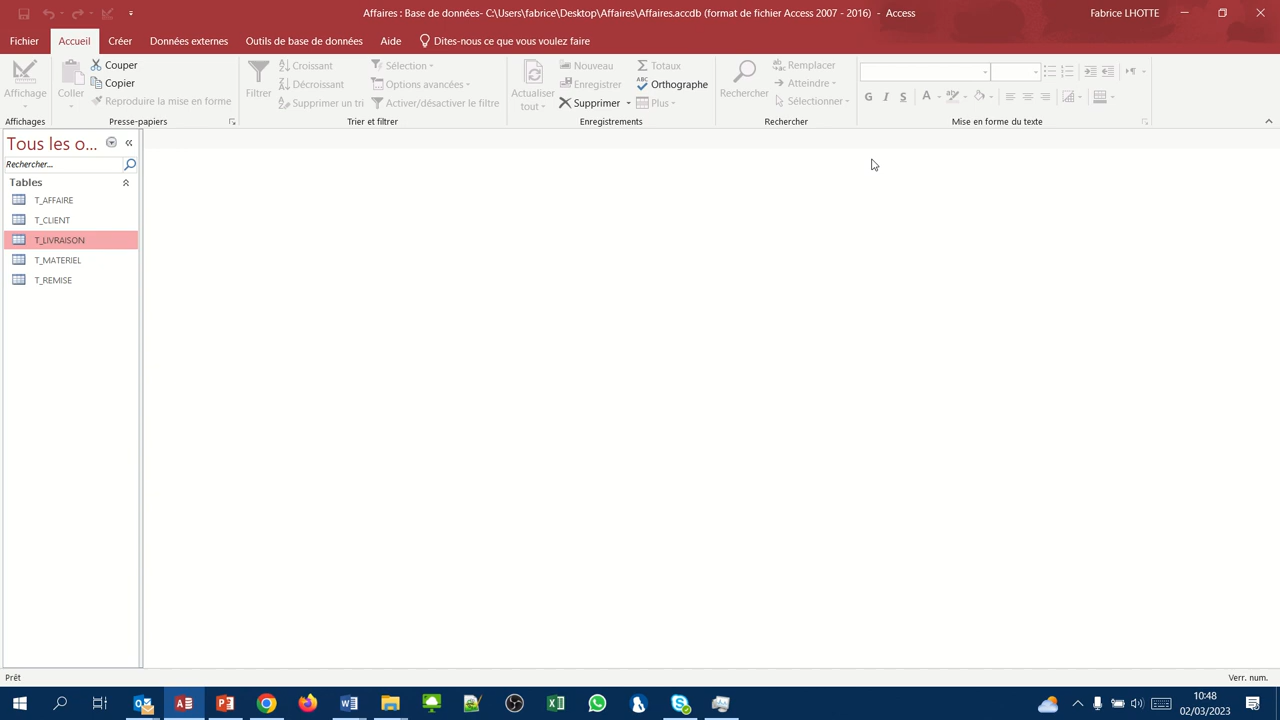 Affaires : Base de données- C:\Users\fabrice\Desktop\Affaires\Affaires.accdb (format de fichier Access 2007 - 2016) - Access
Fabrice LHOTTE
Fichier
Accueil
Créer
Données externes
Outils de base de données
Aide
Dites-nous ce que vous voulez faire
Affichage
Affichages
Coller
Couper
Copier
Reproduire la mise en forme
Presse-papiers
Filtrer
Croissant
Décroissant
Supprimer un tri
Sélection
Options avancées
Activer/désactiver le filtre
Trier et filtrer
Actualiser
tout
Nouveau
Enregistrer
Supprimer
Totaux
Orthographe
Plus
Enregistrements
Rechercher
Remplacer
Atteindre
Sélectionner
Rechercher
G I S A
Mise en forme du texte
Tous les o...
Rechercher...
Tables
T_AFFAIRE
T_CLIENT
T_LIVRAISON
T_MATERIEL
T_REMISE
Prêt
Verr. num.
10:48
02/03/2023